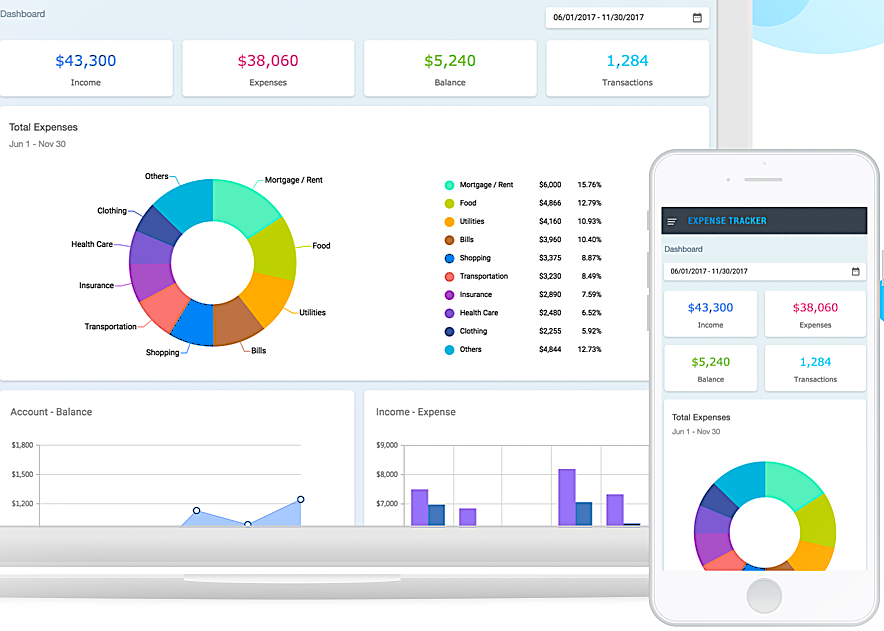 Dashboard
06/01/2017 - 11/30/2017
$43,300
Income
$38,060
Expenses
$5,240
Balance
1,284
Transactions
Total Expenses
Jun 1 - Nov 30
Others
Mortgage / Rent
Clothing
Health Care
Food
Insurance
Utilities
Transportation
Shopping
Bills
Mortgage / Rent $6,000 15.76%
Food $4,866 12.79%
Utilities $4,160 10.93%
Bills $3,960 10.40%
Shopping $3,375 8.87%
Transportation $3,230 8.49%
Insurance $2,890 7.59%
Health Care $2,480 6.52%
Clothing $2,255 5.92%
Others $4,844 12.73%
Account - Balance
$1,800
$1,500
$1,200
Income - Expense
$9,000
$8,000
$7,000
EXPENSE TRACKER
Dashboard
06/01/2017 - 11/30/2017
$43,300
Income
$38,060
Expenses
$5,240
Balance
1,284
Transactions
Total Expenses
Jun 1 - Nov 30